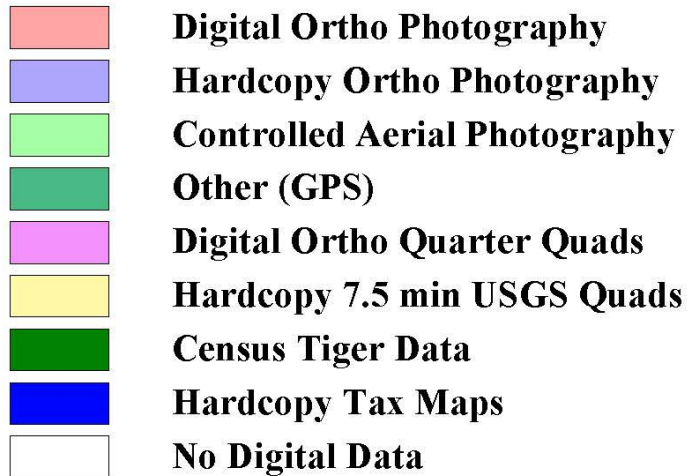 Digital Ortho Photography
Hardcopy Ortho Photography
Controlled Aerial Photography
Other (GPS)
Digital Ortho Quarter Quads
Hardcopy 7.5 min USGS Quads
Census Tiger Data
Hardcopy Tax Maps
No Digital Data